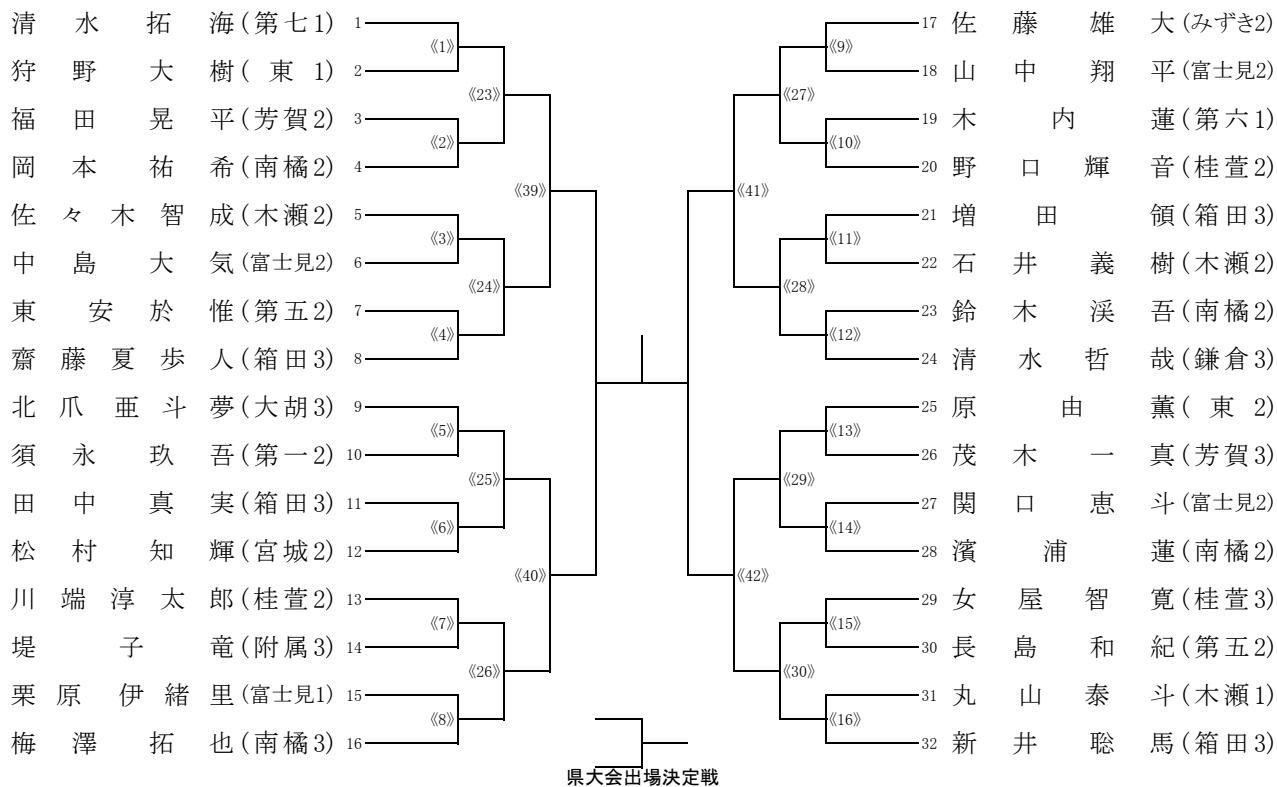 清水拓海(第七1) 1
狩野大樹(東1) 2
福田晃平(芳賀2) 3
岡本祐希(南橘2) 4
佐々木智成(木瀬2) 5
中島大気(富士見2) 6
東安於惟(第五2) 7
齋藤夏歩人(箱田3) 8
北爪亜斗夢(大胡3) 9
須永玖吾(第一2) 10
田中真実(箱田3) 11
松村知輝(宮城2) 12
川端淳太郎(桂萱2) 13
堤子竜(附属3) 14
栗原伊緒里(富士見1) 15
梅澤拓也(南橘3) 16
《1》
《2》
《3》
《4》
《5》
《6》
《7》
《8》
《23》
《24》
《25》
《26》
《39》
《40》
《41》
《42》
《27》
《28》
《29》
《30》
《9》
《10》
《11》
《12》
《13》
《14》
《15》
《16》
17 佐藤雄大(みずき2)
18 山中翔平(富士見2)
19 木内蓮(第六1)
20 野口輝音(桂萱2)
21 増田領(箱田3)
22 石井義樹(木瀬2)
23 鈴木渓吾(南橘2)
24 清水哲哉(鎌倉3)
25 原由薫(東2)
26 茂木一真(芳賀3)
27 関口恵斗(富士見2)
28 濱浦蓮(南橘2)
29 女屋智寛(桂萱3)
30 長島和紀(第五2)
31 丸山泰斗(木瀬1)
32 新井聡馬(箱田3)
県大会出場決定戦